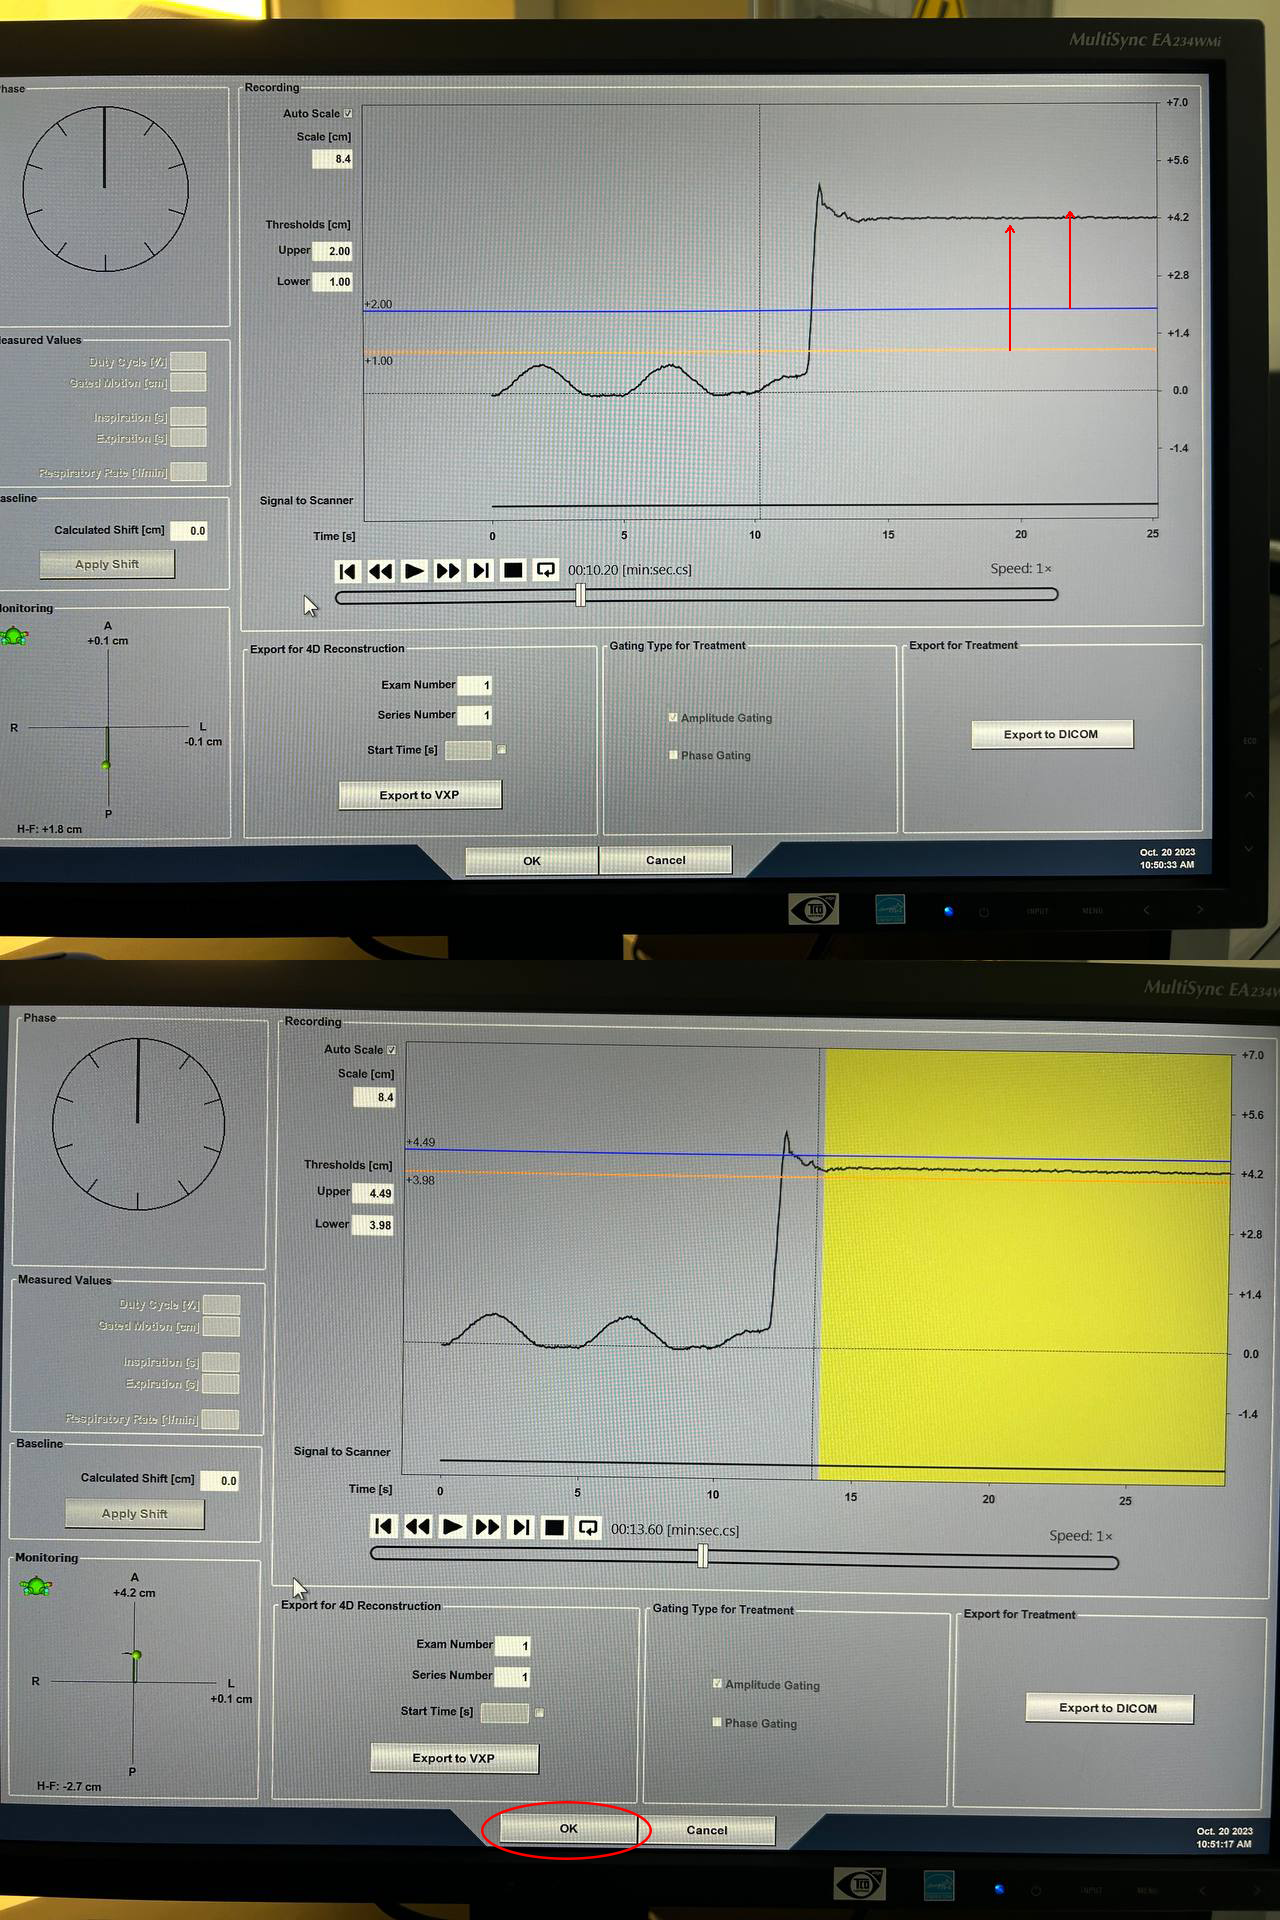 MultiSync EA234WMi
hase
Recording
Auto Scale
Scale [cm]
8.4
Thresholds [cm]
Upper 2.00
Lower 1.00
+2.00
+1.00
+7.0
+5.6
+4.2
+2.8
+1.4
0.0
-1.4
easured Values
Duty Cycle [%]
Gated Motion [cm]
Inspiration [s]
Expiration [s]
Respiratory Rate [1/min]
aseline
Calculated Shift [cm] 0.0
Apply Shift
Signal to Scanner
Time [s] 0 5 10 15 20 25
00:10.20 [min:sec.cs]
Speed: 1×
onitoring
A
+0.1 cm
R
L
-0.1 cm
P
H-F: +1.8 cm
Export for 4D Reconstruction
Exam Number 1
Series Number 1
Start Time [s]
Export to VXP
Gating Type for Treatment
Amplitude Gating
Phase Gating
Export for Treatment
Export to DICOM
OK
Cancel
Oct. 20 2023
10:50:33 AM
ECO
TCO
INPUT
MENU
MultiSync EA234W
Phase
Recording
Auto Scale
Scale [cm]
8.4
Thresholds [cm]
Upper 4.49
Lower 3.98
+4.49
+3.98
+7.0
+5.6
+4.2
+2.8
+1.4
0.0
-1.4
Measured Values
Duty Cycle [%]
Gated Motion [cm]
Inspiration [s]
Expiration [s]
Respiratory Rate [1/min]
Baseline
Calculated Shift [cm] 0.0
Apply Shift
Signal to Scanner
Time [s] 0 5 10 15 20 25
00:13.60 [min:sec.cs]
Speed: 1×
Monitoring
A
+4.2 cm
R
L
+0.1 cm
P
H-F: -2.7 cm
Export for 4D Reconstruction
Exam Number 1
Series Number 1
Start Time [s]
Export to VXP
Gating Type for Treatment
Amplitude Gating
Phase Gating
Export for Treatment
Export to DICOM
OK
Cancel
Oct. 20 2023
10:51:17 AM
TCO
INPUT
MENU